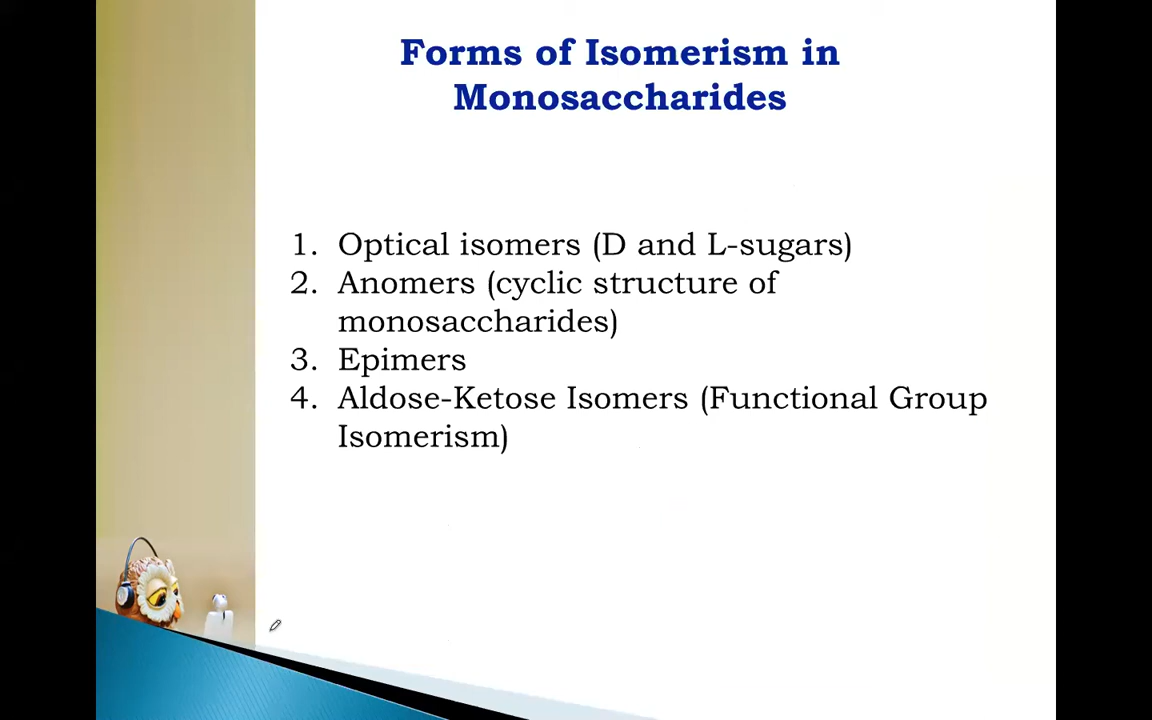 Forms of Isomerism in
Monosaccharides
1. Optical isomers (D and L-sugars)
2. Anomers (cyclic structure of
monosaccharides)
3. Epimers
4. Aldose-Ketose Isomers (Functional Group
Isomerism)